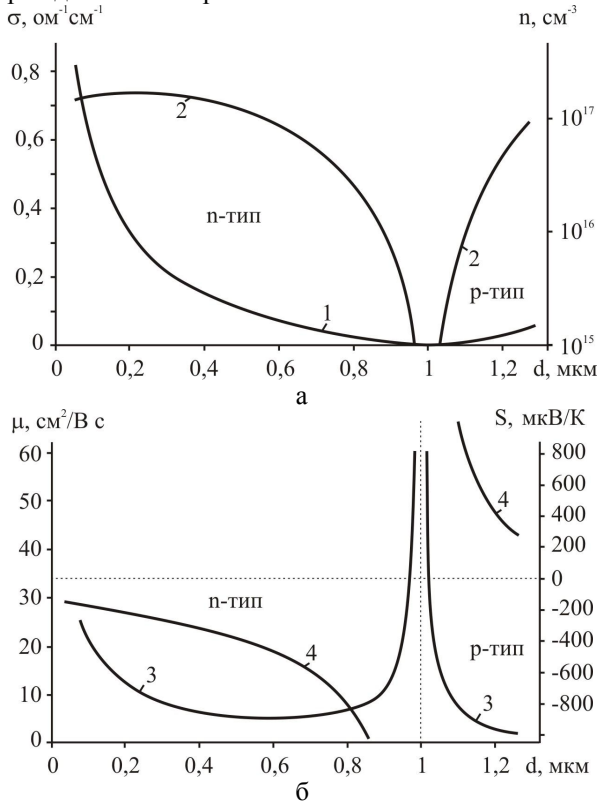 σ, ом⁻¹см⁻¹
n, см⁻³
0,8
0,6
0,4
0,2
0
10¹⁷
10¹⁶
10¹⁵
2
n-тип
2
p-тип
1
0 0,2 0,4 0,6 0,8 1 1,2 d, мкм
а
μ, см²/В с
S, мкВ/К
60
50
40
30
20
10
0
800
600
400
200
0
-200
-400
-600
-800
4
n-тип
4
p-тип
3
3
0 0,2 0,4 0,6 0,8 1 1,2 d, мкм
б